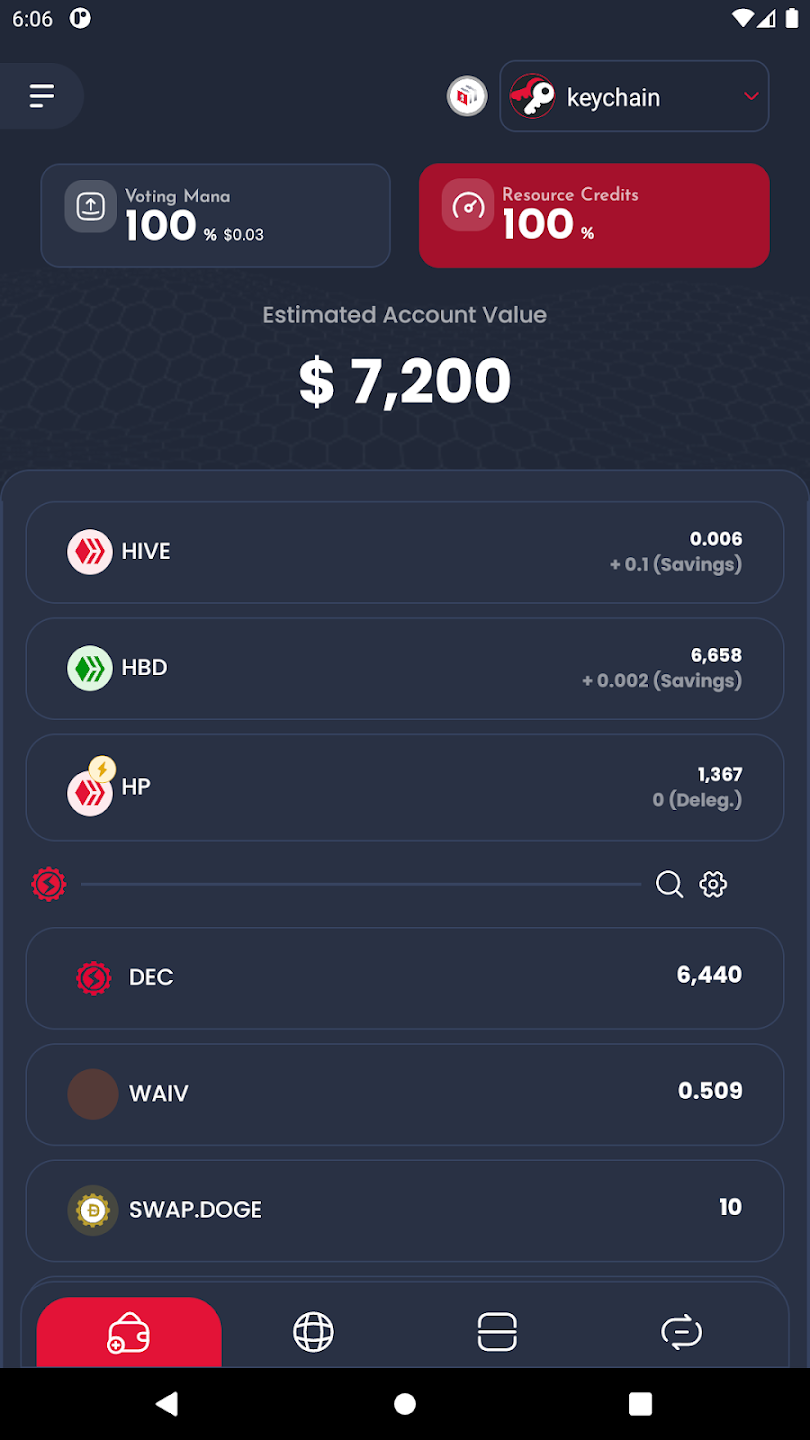 6:06
keychain
Voting Mana
100 % $0.03
Resource Credits
100 %
Estimated Account Value
$ 7,200
HIVE
0.006
+ 0.1 (Savings)
HBD
6,658
+ 0.002 (Savings)
HP
1,367
0 (Deleg.)
DEC
6,440
WAIV
0.509
SWAP.DOGE
10